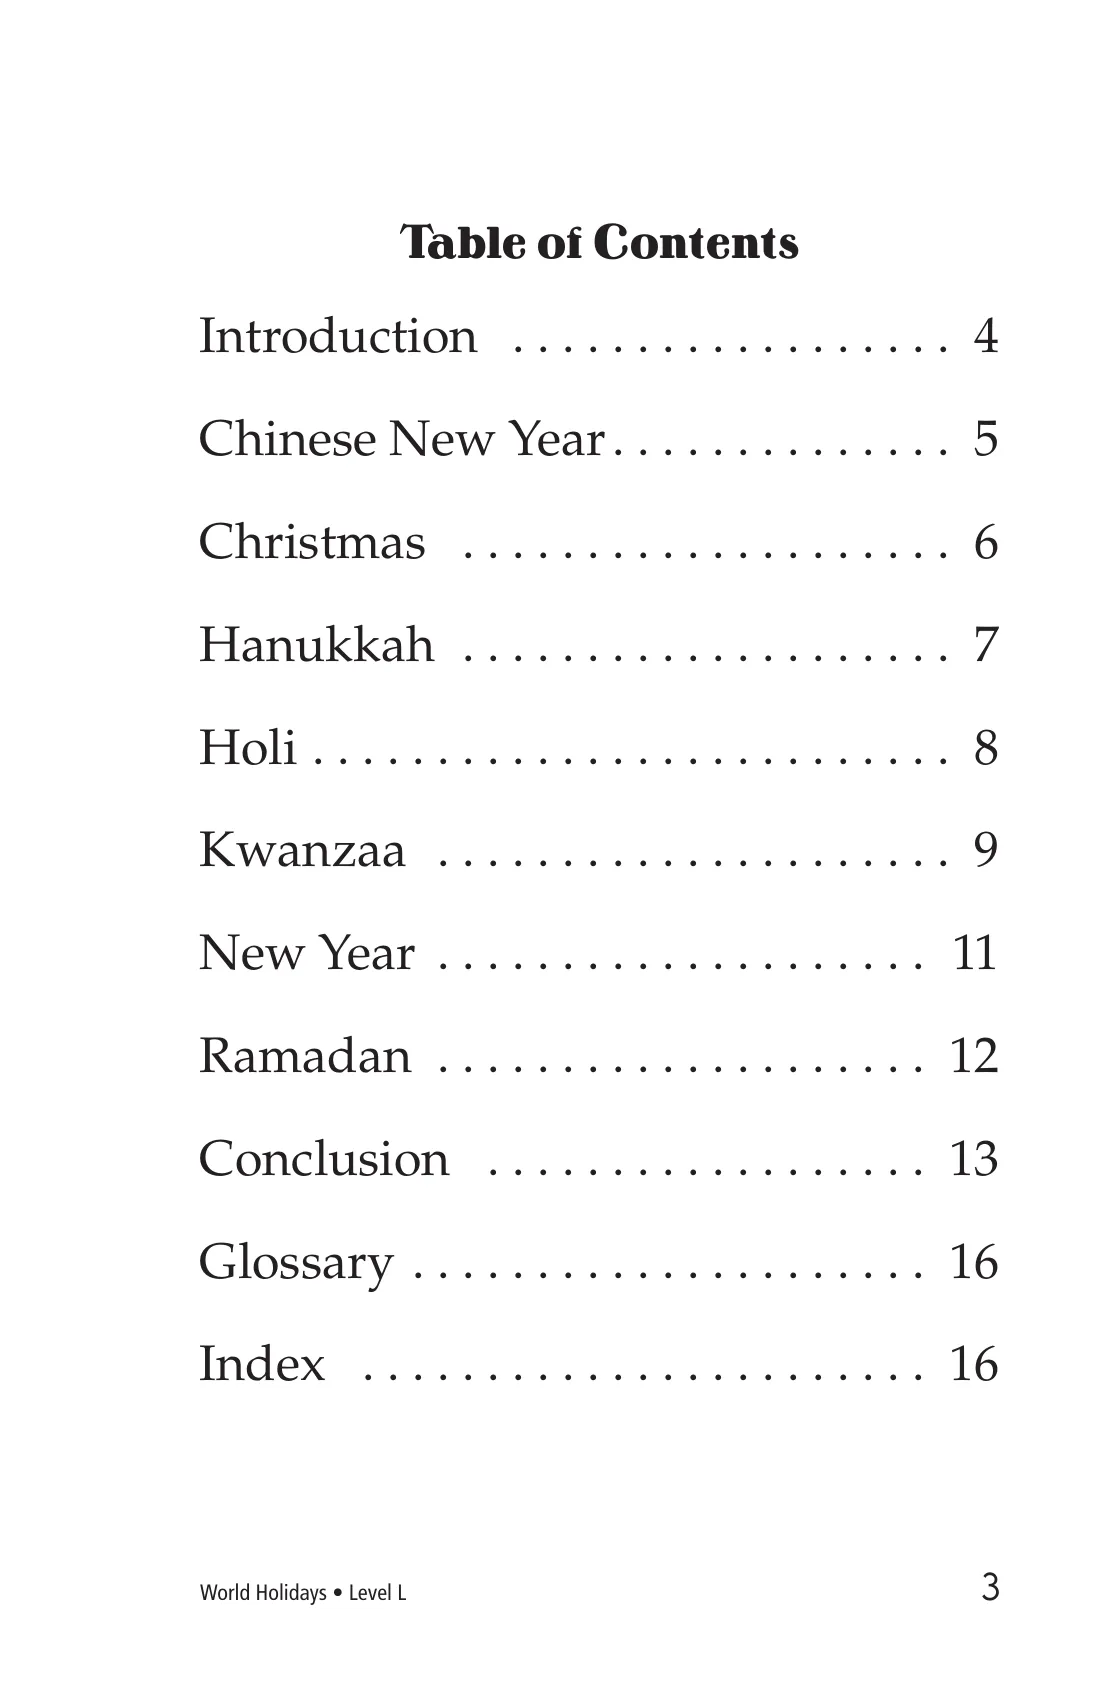 Table of Contents
Introduction . . . . . . . . . . . . . . . . . . 4
Chinese New Year . . . . . . . . . . . . . . 5
Christmas . . . . . . . . . . . . . . . . . . . . 6
Hanukkah . . . . . . . . . . . . . . . . . . . . 7
Holi . . . . . . . . . . . . . . . . . . . . . . . . . . 8
Kwanzaa . . . . . . . . . . . . . . . . . . . . . 9
New Year . . . . . . . . . . . . . . . . . . . . 11
Ramadan . . . . . . . . . . . . . . . . . . . . 12
Conclusion . . . . . . . . . . . . . . . . . . 13
Glossary . . . . . . . . . . . . . . . . . . . . . 16
Index . . . . . . . . . . . . . . . . . . . . . . . 16
World Holidays • Level L 3